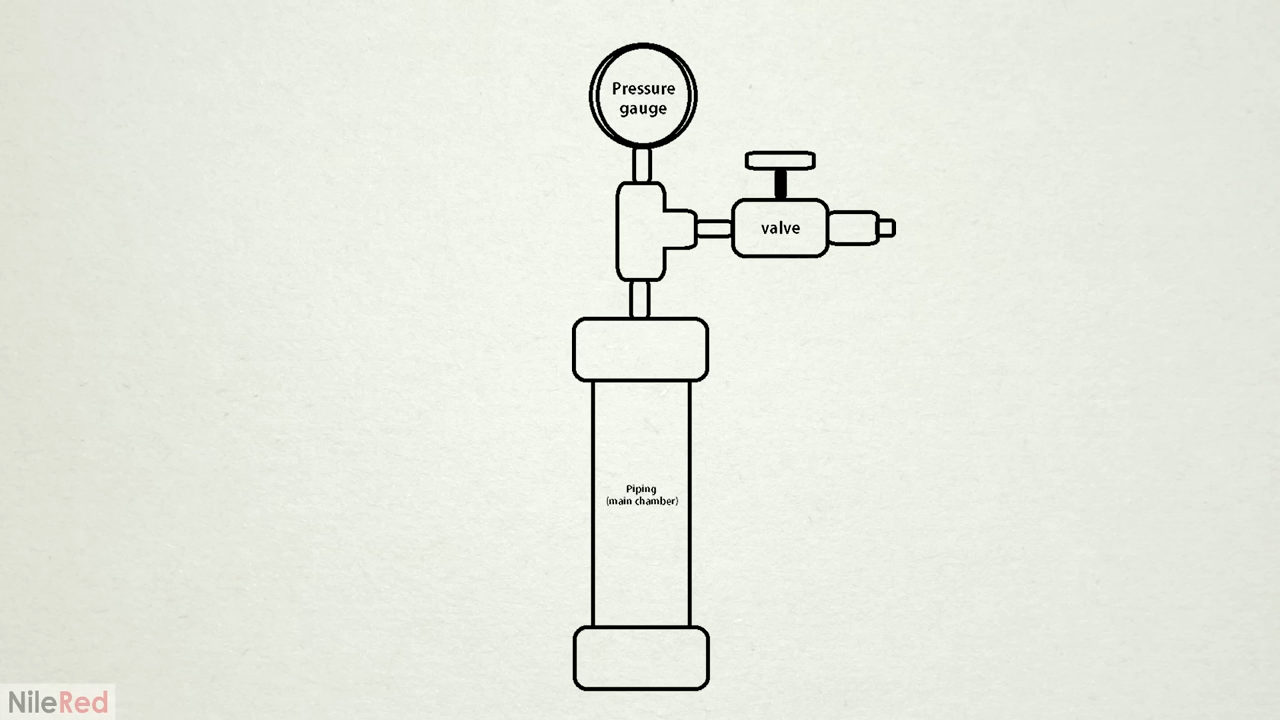 Pressure
gauge
valve
Piping
(main chamber)
NileRed